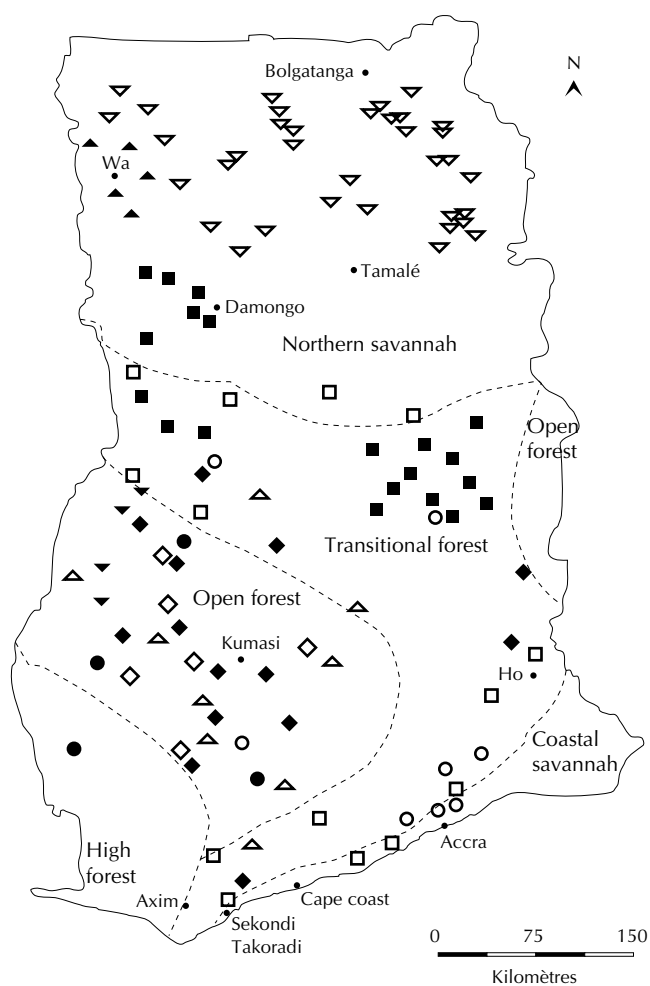 Bolgatanga
N
Wa
Tamalé
Damongo
Northern savannah
Open
forest
Transitional forest
Open forest
Kumasi
Ho
Coastal
savannah
Accra
High
forest
Axim
Cape coast
Sekondi
Takoradi
0 75 150
Kilomètres